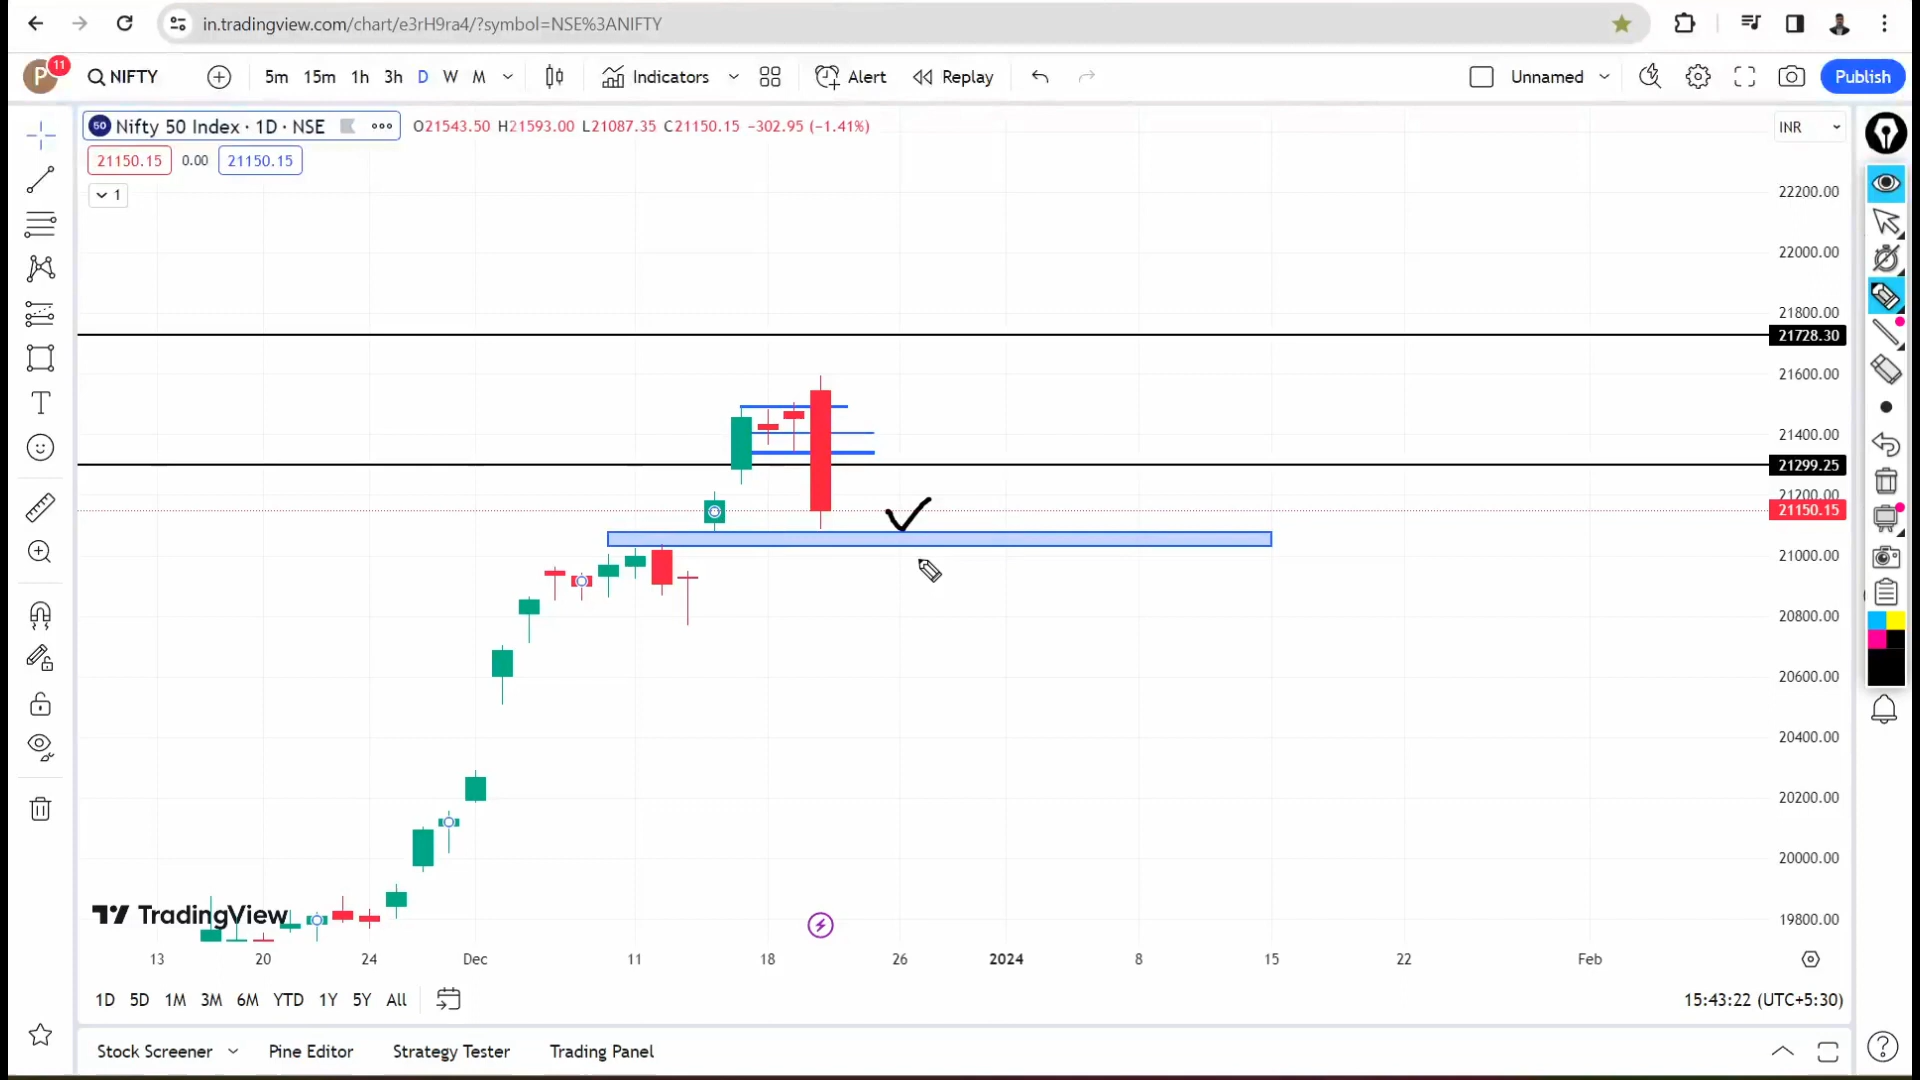 in.tradingview.com/chart/e3rH9ra4/?symbol=NSE%3ANIFTY
P 11 NIFTY 5m 15m 1h 3h D W M Indicators Alert Replay Unnamed Publish
50 Nifty 50 Index · 1D · NSE O21543.50 H21593.00 L21087.35 C21150.15 −302.95 (−1.41%) INR
21150.15 0.00 21150.15
1
22200.00
22000.00
21800.00
21728.30
21600.00
21400.00
21299.25
21200.00
21150.15
21000.00
20800.00
20600.00
20400.00
20200.00
20000.00
19800.00
TradingView
13 20 24 Dec 11 18 26 2024 8 15 22 Feb
1D 5D 1M 3M 6M YTD 1Y 5Y All 15:43:22 (UTC+5:30)
Stock Screener Pine Editor Strategy Tester Trading Panel